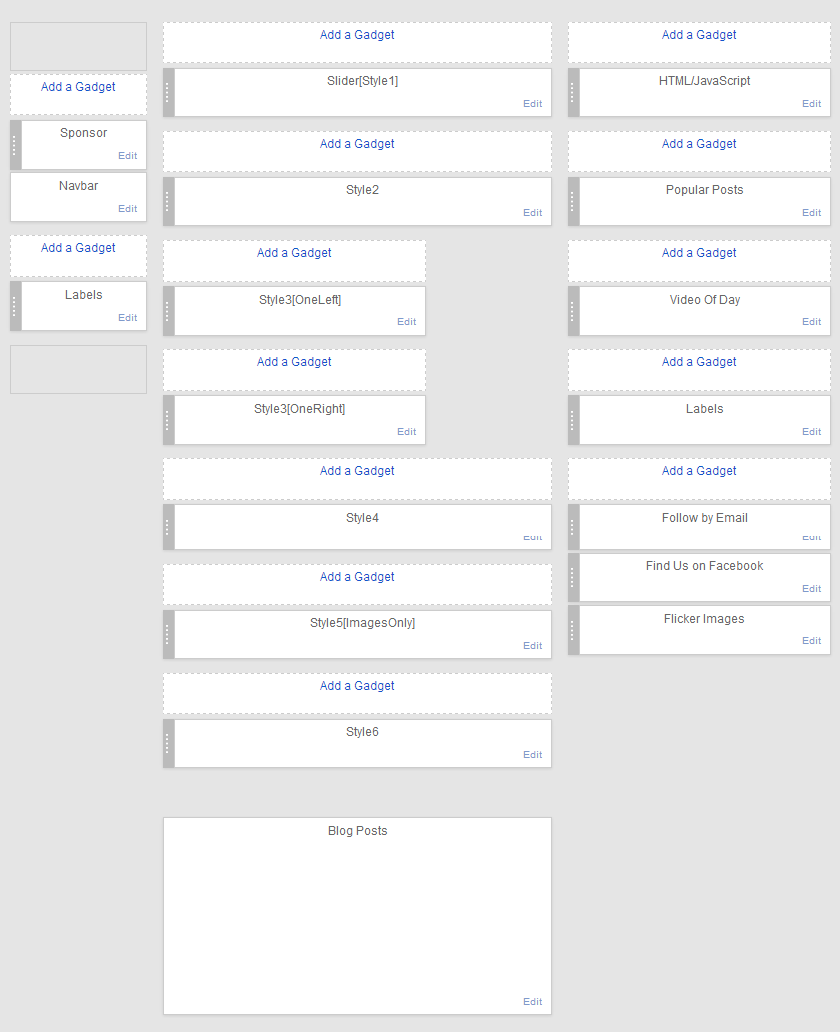 Add a Gadget
Sponsor
Edit
Navbar
Edit
Add a Gadget
Labels
Edit
Add a Gadget
Slider[Style1]
Edit
Add a Gadget
Style2
Edit
Add a Gadget
Style3[OneLeft]
Edit
Add a Gadget
Style3[OneRight]
Edit
Add a Gadget
Style4
Edit
Add a Gadget
Style5[ImagesOnly]
Edit
Add a Gadget
Style6
Edit
Blog Posts
Edit
Add a Gadget
HTML/JavaScript
Edit
Add a Gadget
Popular Posts
Edit
Add a Gadget
Video Of Day
Edit
Add a Gadget
Labels
Edit
Add a Gadget
Follow by Email
Edit
Find Us on Facebook
Edit
Flicker Images
Edit